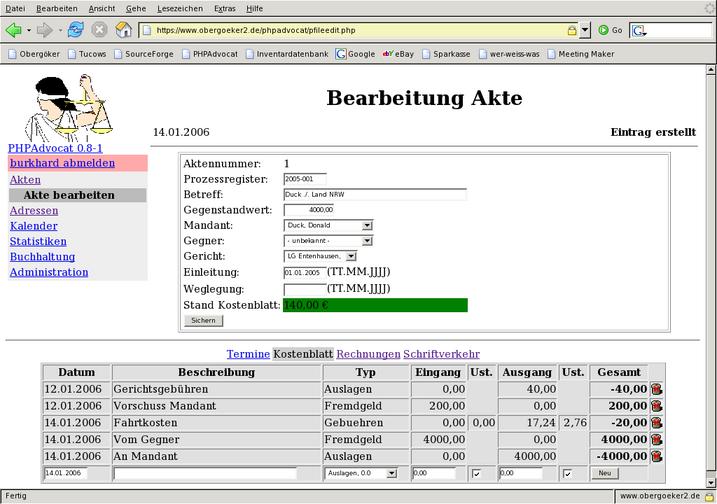 Datei Bearbeiten Ansicht Gehe Lesezeichen Extras Hilfe
https://www.obergoeker2.de/phpadvocat/pfileedit.php Go
Obergöker Tucows SourceForge PHPAdvocat Inventardatenbank Google eBay Sparkasse wer-weiss-was Meeting Maker
Bearbeitung Akte
14.01.2006 Eintrag erstellt
PHPAdvocat 0.8-1
burkhard abmelden
Akten
Akte bearbeiten
Adressen
Kalender
Statistiken
Buchhaltung
Administration
Aktennummer: 1
Prozessregister: 2005-001
Betreff: Duck ./. Land NRW
Gegenstandwert: 4000,00
Mandant: Duck, Donald
Gegner: - unbekannt -
Gericht: LG Entenhausen,
Einleitung: 01.01.2005 (TT.MM.JJJJ)
Weglegung: (TT.MM.JJJJ)
Stand Kostenblatt: 140,00 €
Sichern
Termine Kostenblatt Rechnungen Schriftverkehr
Datum Beschreibung Typ Eingang Ust. Ausgang Ust. Gesamt
12.01.2006 Gerichtsgebühren Auslagen 0,00 40,00 -40,00
12.01.2006 Vorschuss Mandant Fremdgeld 200,00 0,00 200,00
14.01.2006 Fahrtkosten Gebuehren 0,00 0,00 17,24 2,76 -20,00
14.01.2006 Vom Gegner Fremdgeld 4000,00 0,00 4000,00
14.01.2006 An Mandant Auslagen 0,00 4000,00 -4000,00
14.01.2006 Auslagen, 0.0 0,00 0,00 Neu
Fertig www.obergoeker2.de